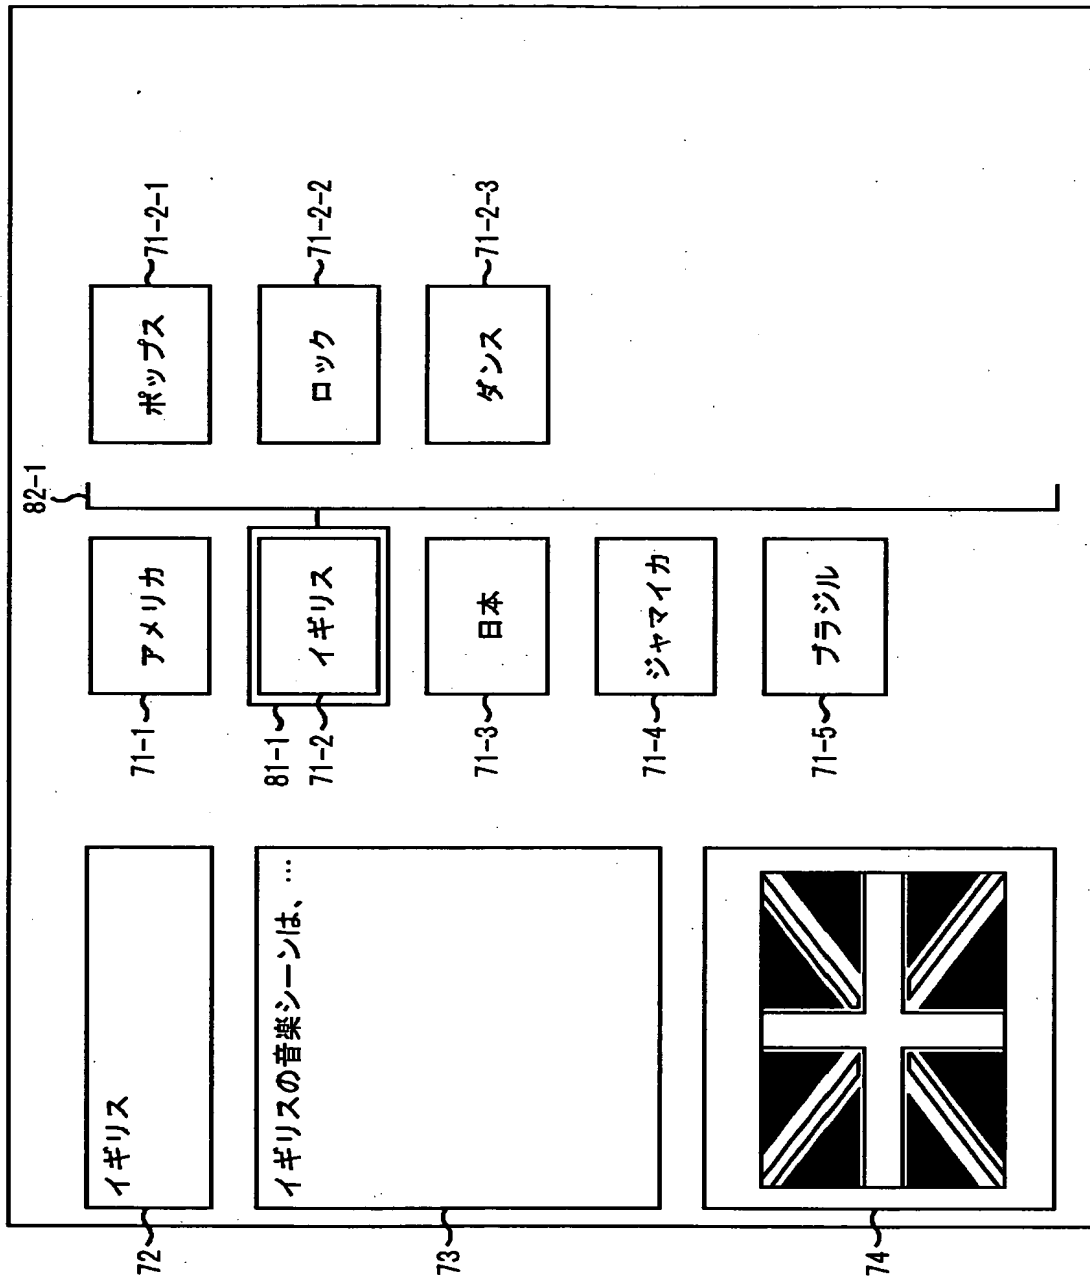 72
イギリス
73
イギリスの音楽シーンは、…
74
71-1
アメリカ
81-1
71-2
イギリス
71-3
日本
71-4
ジャマイカ
71-5
ブラジル
82-1
ポップス
71-2-1
ロック
71-2-2
ダンス
71-2-3